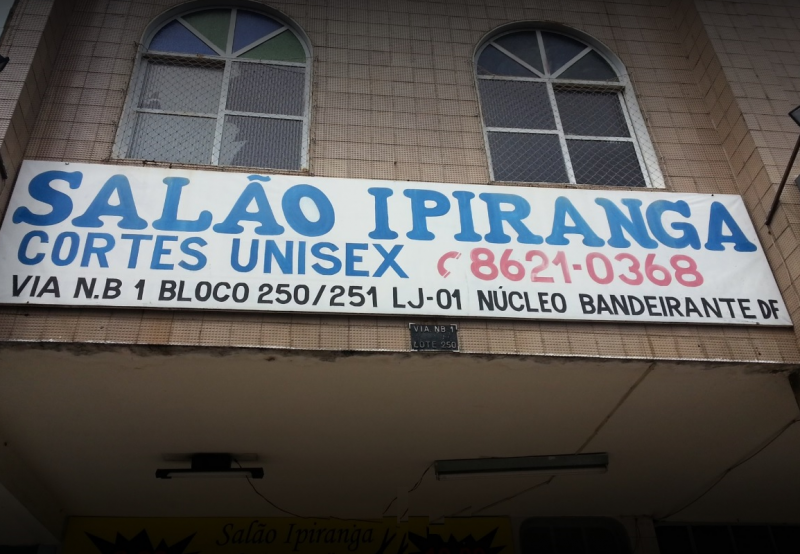 SALÃO IPIRANGA
CORTES UNISEX 8621-0368
VIA N.B 1 BLOCO 250/251 LJ-01 NÚCLEO BANDEIRANTE DF
VIA NB 1
LOTE 250
Salão Ipiranga